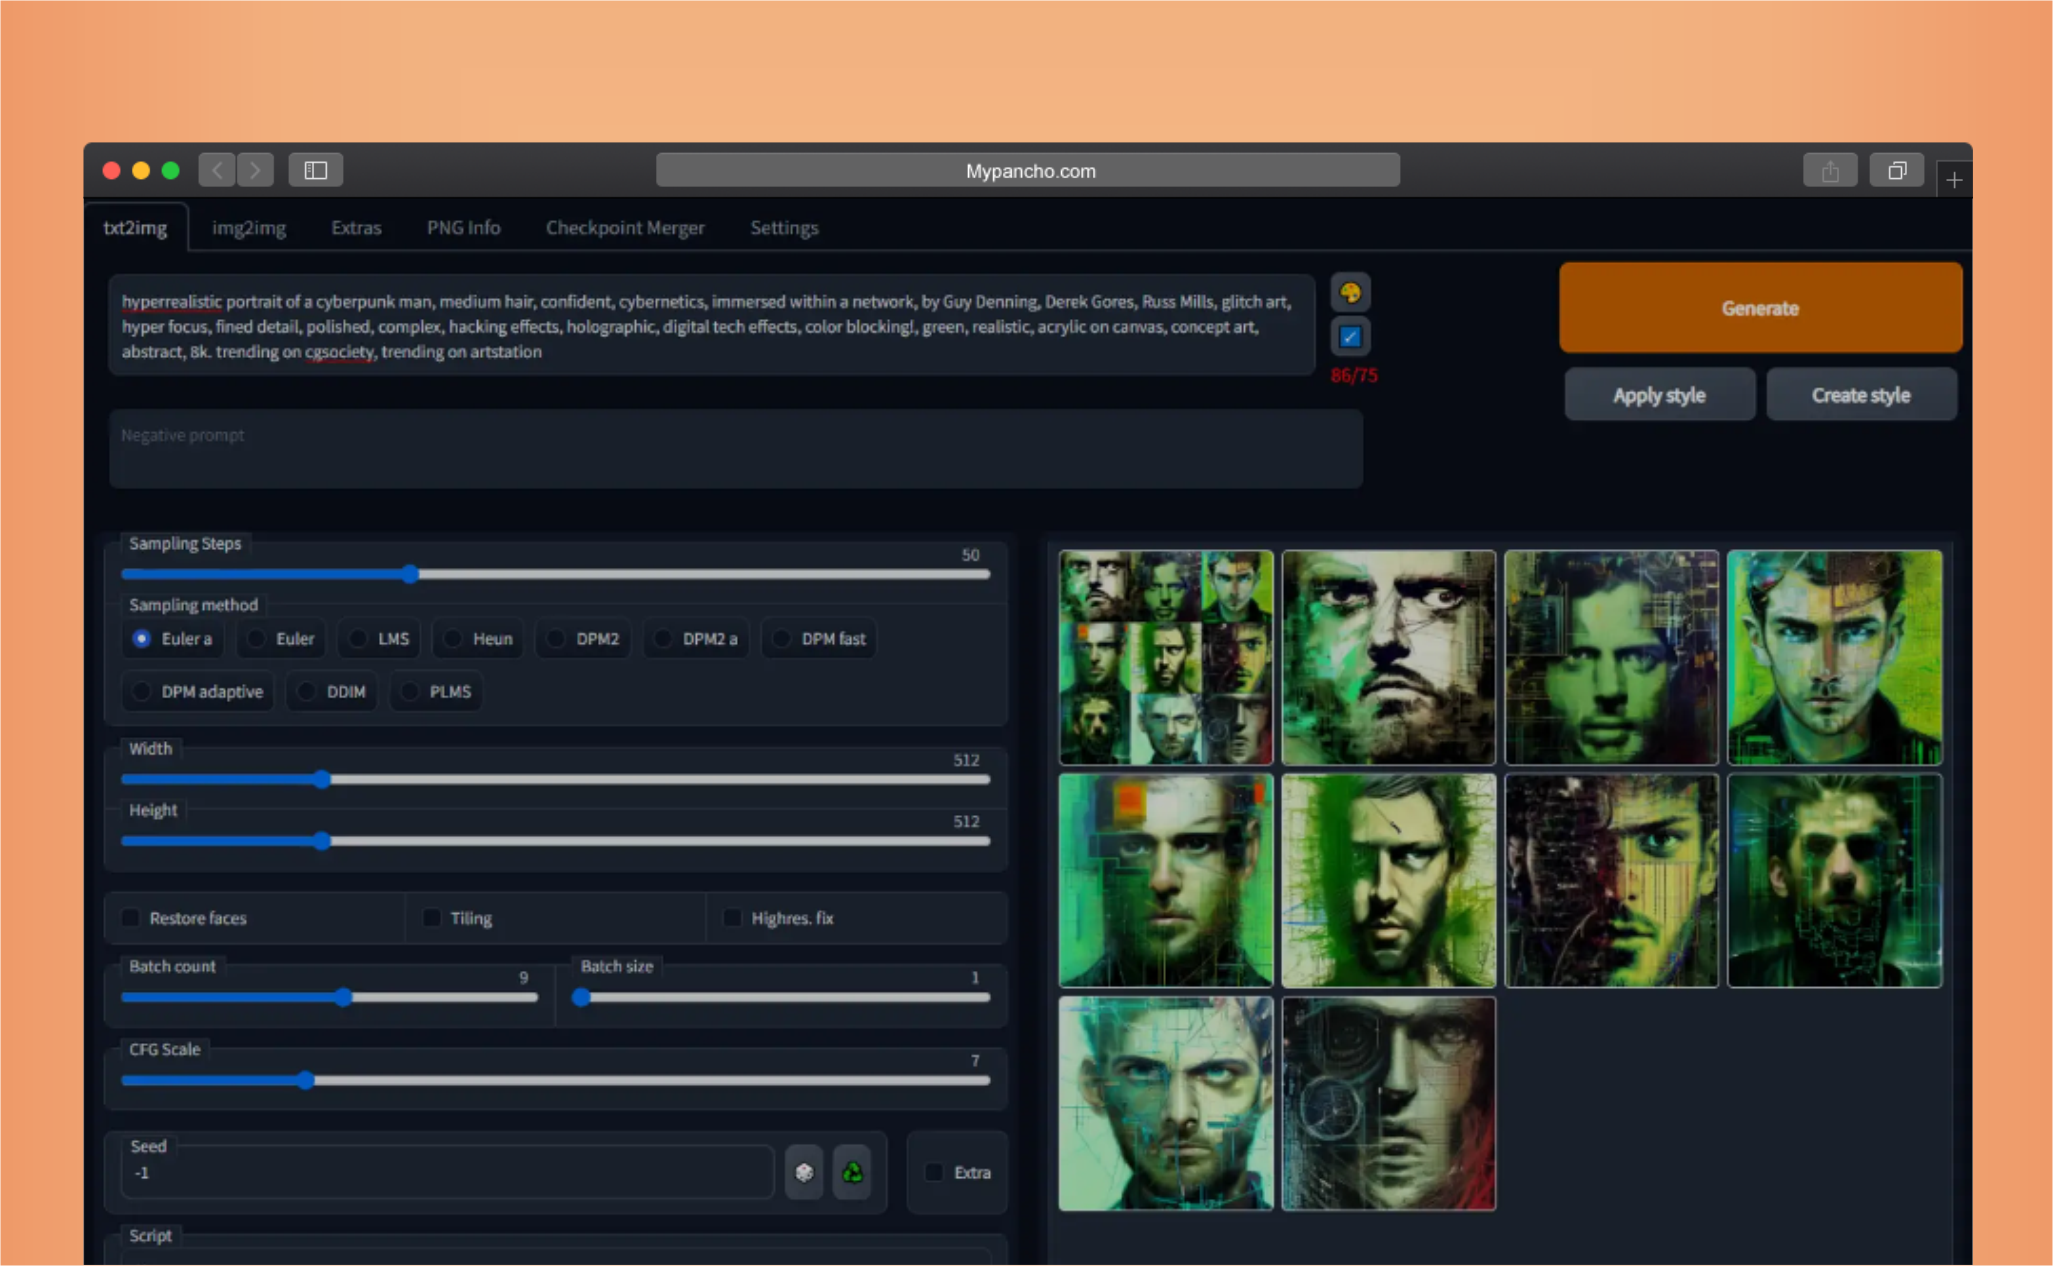 Mypancho.com
txt2img img2img Extras PNG Info Checkpoint Merger Settings
hyperrealistic portrait of a cyberpunk man, medium hair, confident, cybernetics, immersed within a network, by Guy Denning, Derek Gores, Russ Mills, glitch art,
hyper focus, fined detail, polished, complex, hacking effects, holographic, digital tech effects, color blocking!, green, realistic, acrylic on canvas, concept art,
abstract, 8k. trending on cgsociety, trending on artstation
86/75
Generate
Apply style Create style
Negative prompt
Sampling Steps
50
Sampling method
Euler a Euler LMS Heun DPM2 DPM2 a DPM fast
DPM adaptive DDIM PLMS
Width
512
Height
512
Restore faces Tiling Highres. fix
Batch count Batch size
9 1
CFG Scale
7
Seed
-1
Extra
Script